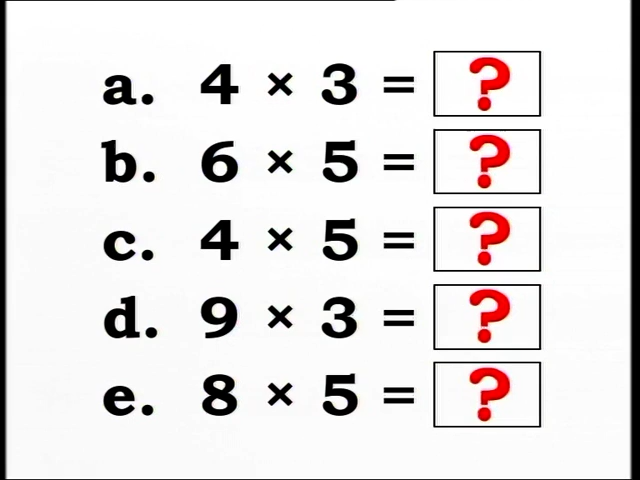 a. 4 × 3 = ?
b. 6 × 5 = ?
c. 4 × 5 = ?
d. 9 × 3 = ?
e. 8 × 5 = ?